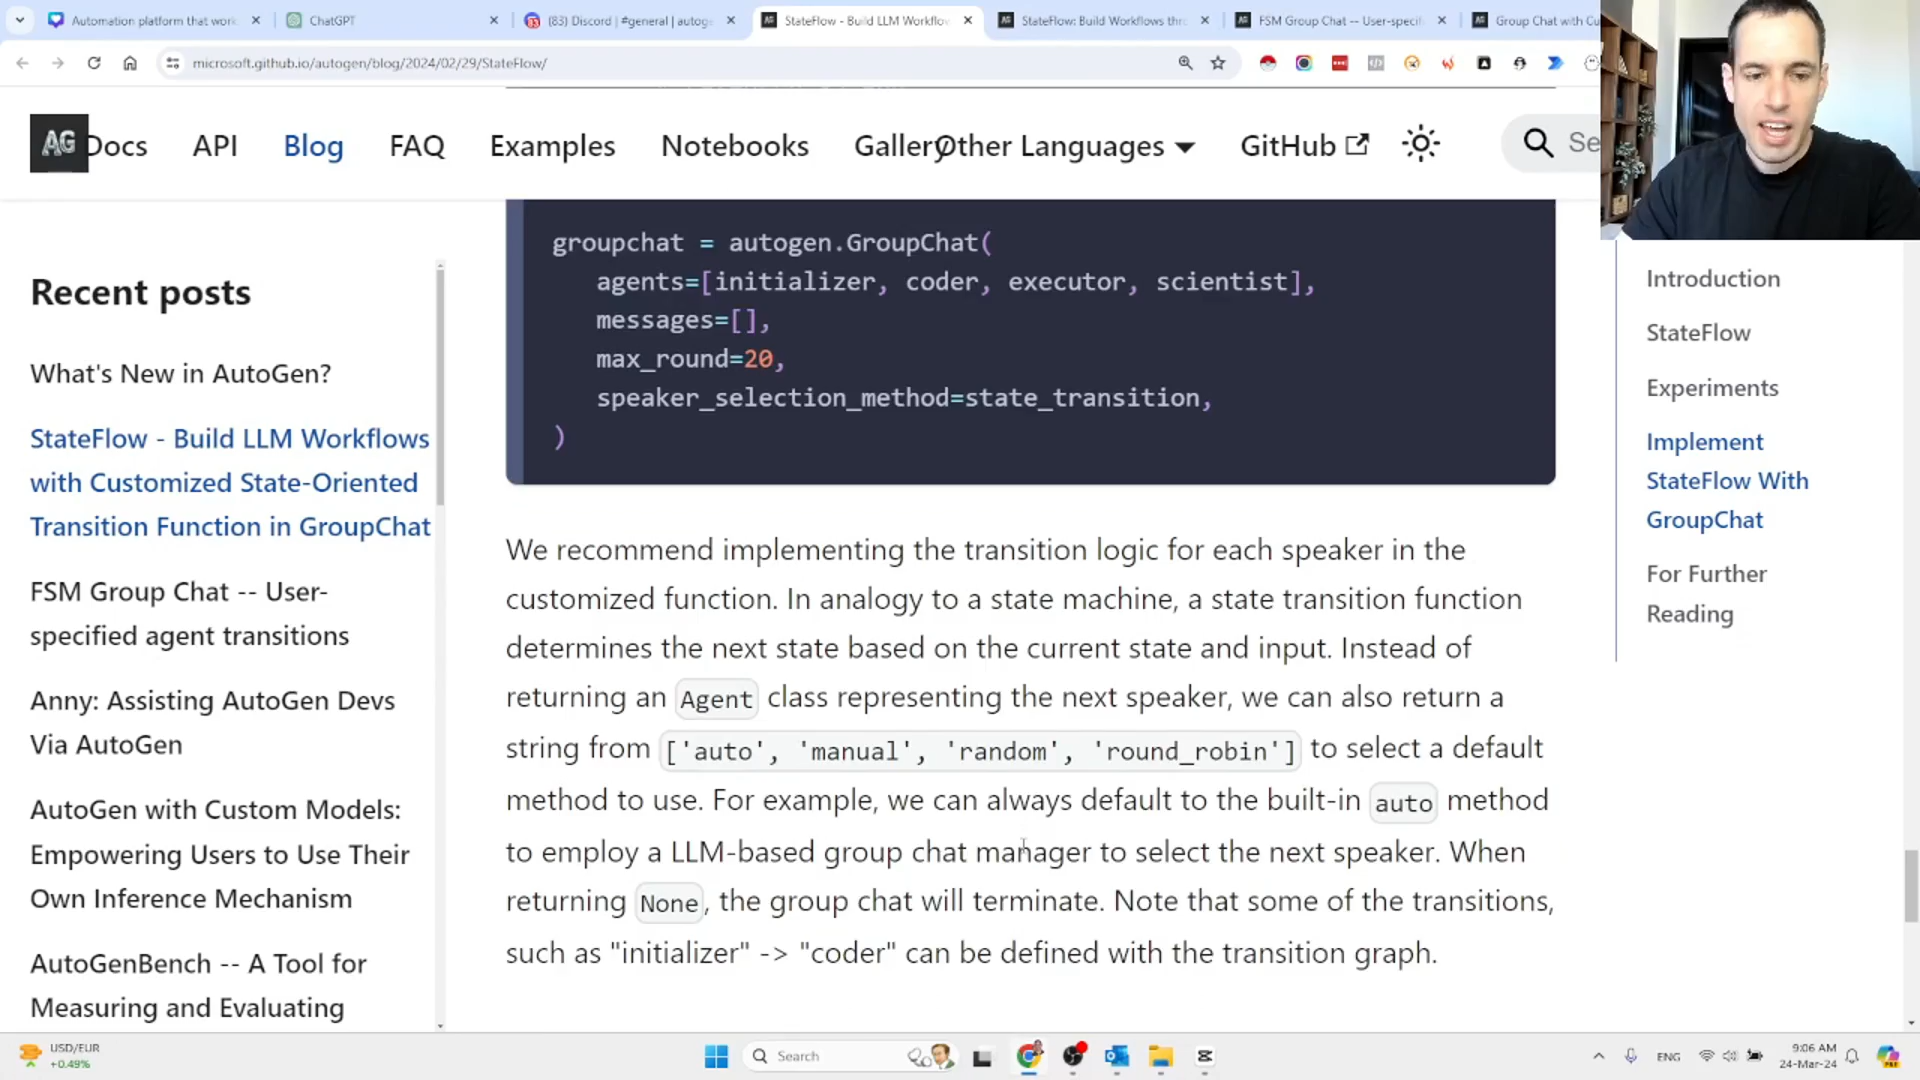 Automation platform that work
ChatGPT
(83) Discord | #general | autoge
StateFlow - Build LLM Workflow
StateFlow: Build Workflows thr
FSM Group Chat -- User-specif
Group Chat with Cu
microsoft.github.io/autogen/blog/2024/02/29/StateFlow/
AG
Docs
API
Blog
FAQ
Examples
Notebooks
Gallery
Other Languages
GitHub
Se
Recent posts
What's New in AutoGen?
StateFlow - Build LLM Workflows
with Customized State-Oriented
Transition Function in GroupChat
FSM Group Chat -- User-
specified agent transitions
Anny: Assisting AutoGen Devs
Via AutoGen
AutoGen with Custom Models:
Empowering Users to Use Their
Own Inference Mechanism
AutoGenBench -- A Tool for
Measuring and Evaluating
groupchat = autogen.GroupChat(
agents=[initializer, coder, executor, scientist],
messages=[],
max_round=20,
speaker_selection_method=state_transition,
)
We recommend implementing the transition logic for each speaker in the
customized function. In analogy to a state machine, a state transition function
determines the next state based on the current state and input. Instead of
returning an Agent class representing the next speaker, we can also return a
string from ['auto', 'manual', 'random', 'round_robin'] to select a default
method to use. For example, we can always default to the built-in auto method
to employ a LLM-based group chat manager to select the next speaker. When
returning None, the group chat will terminate. Note that some of the transitions,
such as "initializer" -> "coder" can be defined with the transition graph.
Introduction
StateFlow
Experiments
Implement
StateFlow With
GroupChat
For Further
Reading
USD/EUR
+0.49%
Search
ENG
9:06 AM
24-Mar-24